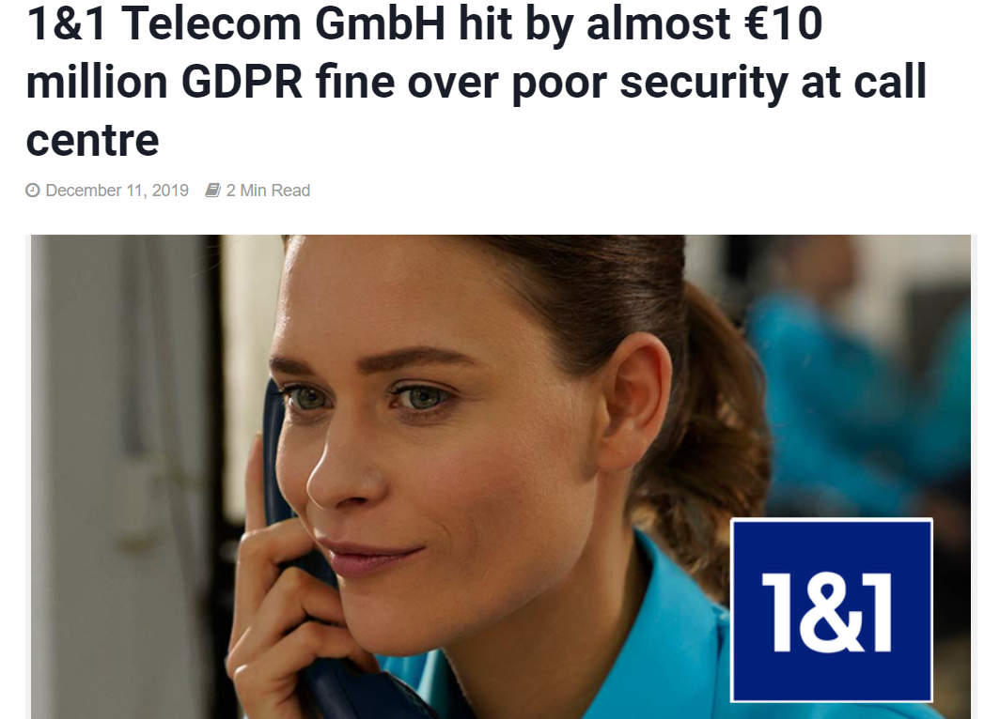 1&1 Telecom GmbH hit by almost €10
million GDPR fine over poor security at call
centre
December 11, 2019 2 Min Read
1&1